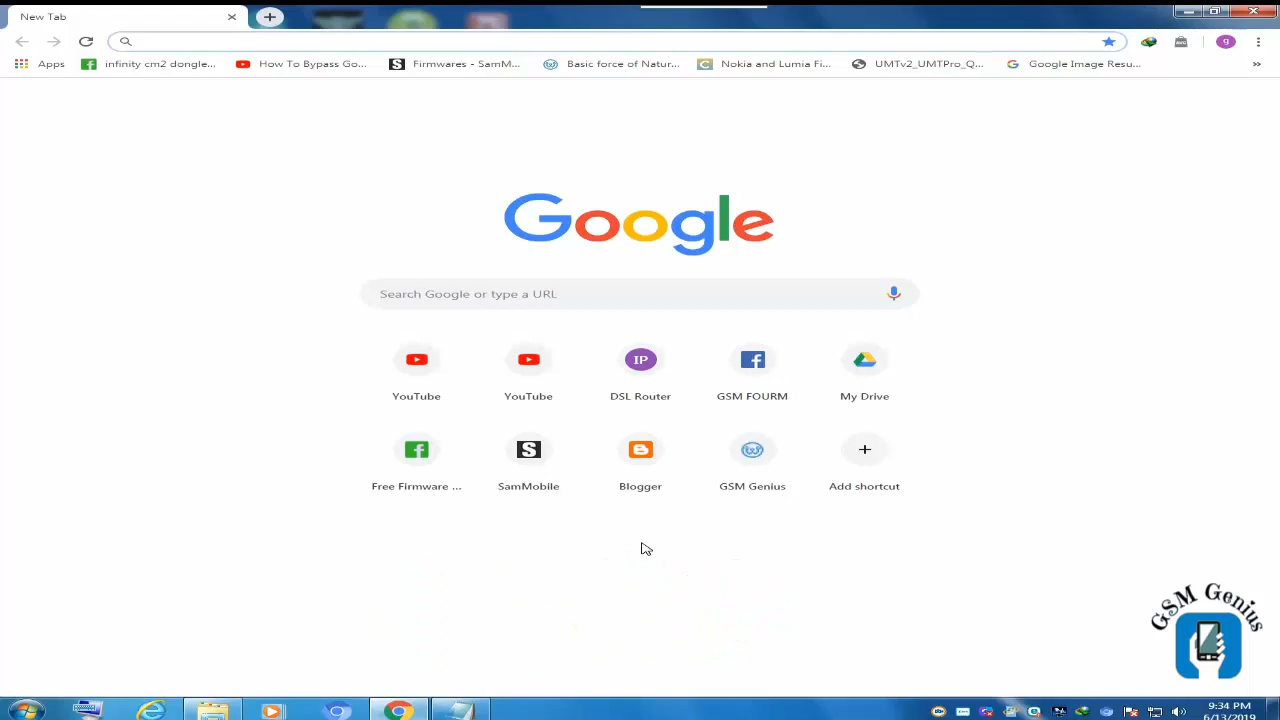 New Tab
Apps
infinity cm2 dongle...
How To Bypass Go...
Firmwares - SamM...
Basic force of Natur...
Nokia and Lumia Fi...
UMTv2_UMTPro_Q...
Google Image Resu...
»
Google
Search Google or type a URL
YouTube
YouTube
IP
DSL Router
GSM FOURM
My Drive
Free Firmware ...
SamMobile
Blogger
GSM Genius
Add shortcut
GSM Genius
9:34 PM
6/13/2019